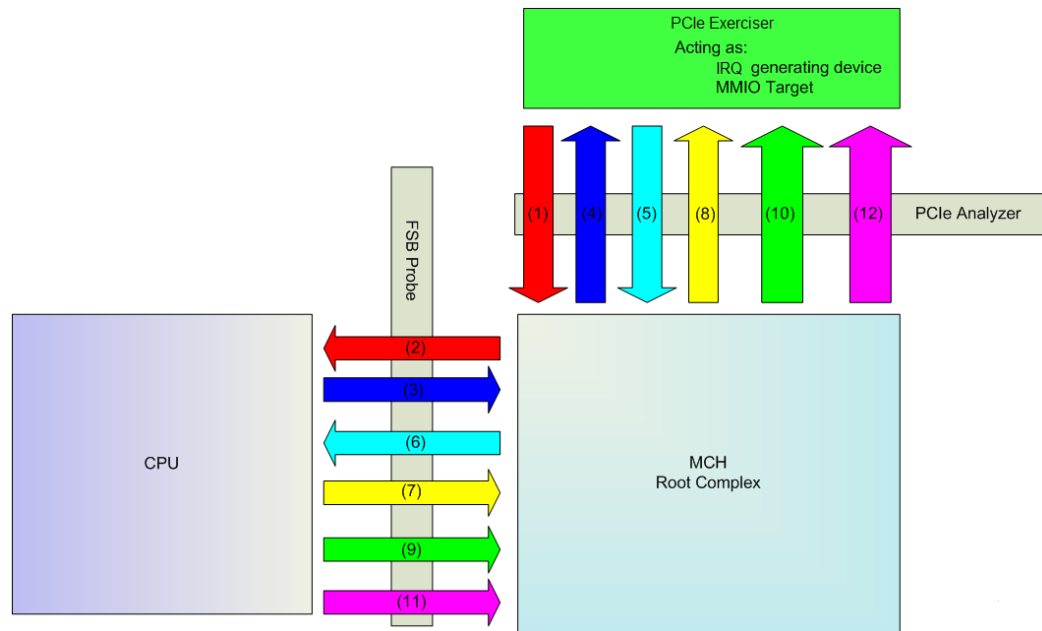 PCIe Exerciser
Acting as:
IRQ generating device
MMIO Target
(1)
(4)
(5)
(8)
(10)
(12)
PCIe Analyzer
FSB Probe
(2)
(3)
(6)
(7)
(9)
(11)
CPU
MCH
Root Complex